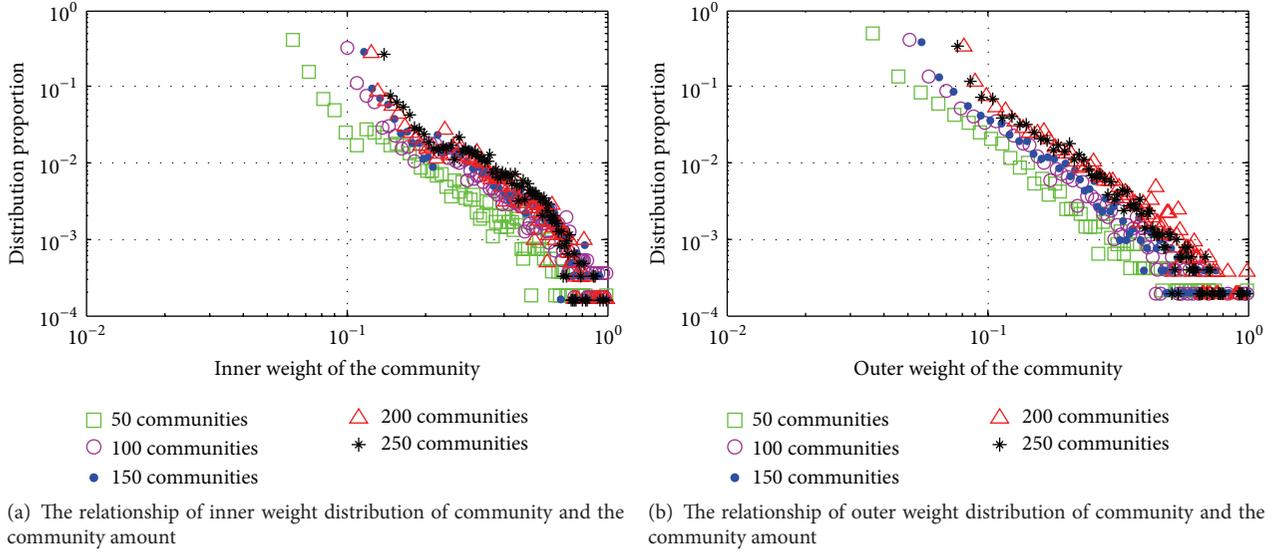 10^0
10^−1
10^−2
10^−3
10^−4
Distribution proportion
10^−2
10^−1
10^0
Inner weight of the community
50 communities
100 communities
150 communities
200 communities
250 communities
(a) The relationship of inner weight distribution of community and the
community amount
10^0
10^−1
10^−2
10^−3
10^−4
Distribution proportion
10^−2
10^−1
10^0
Outer weight of the community
50 communities
100 communities
150 communities
200 communities
250 communities
(b) The relationship of outer weight distribution of community and the
community amount